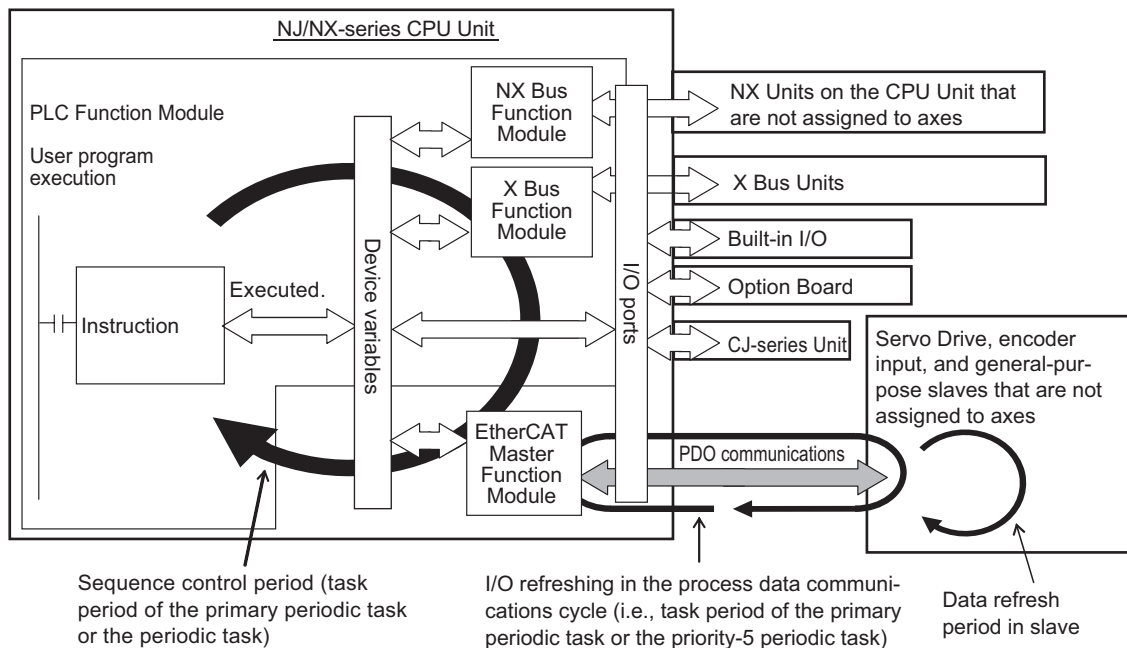 NJ/NX-series CPU Unit
PLC Function Module
User program
execution
Instruction
Executed.
Device variables
NX Bus
Function
Module
X Bus
Function
Module
EtherCAT
Master
Function
Module
I/O ports
NX Units on the CPU Unit that
are not assigned to axes
X Bus Units
Built-in I/O
Option Board
CJ-series Unit
Servo Drive, encoder
input, and general-pur-
pose slaves that are not
assigned to axes
PDO communications
Sequence control period (task
period of the primary periodic task
or the periodic task)
I/O refreshing in the process data communi-
cations cycle (i.e., task period of the primary
periodic task or the priority-5 periodic task)
Data refresh
period in slave